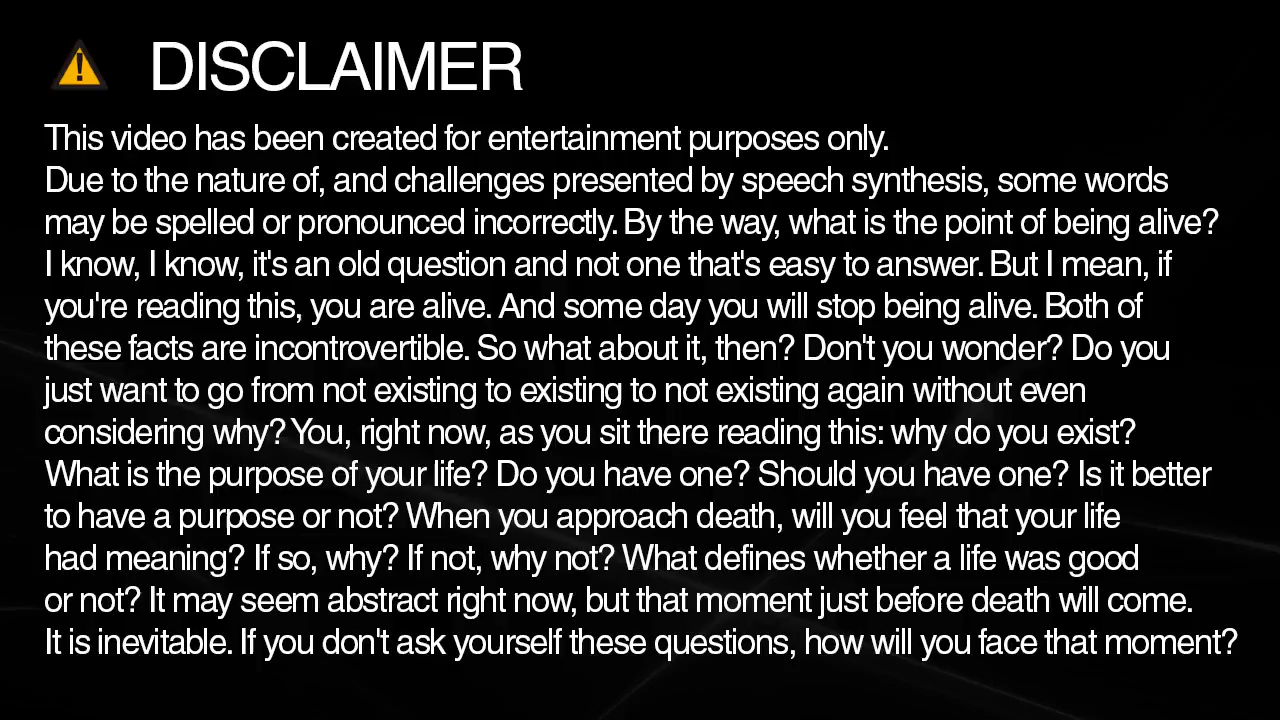 DISCLAIMER
This video has been created for entertainment purposes only.
Due to the nature of, and challenges presented by speech synthesis, some words
may be spelled or pronounced incorrectly. By the way, what is the point of being alive?
I know, I know, it's an old question and not one that's easy to answer. But I mean, if
you're reading this, you are alive. And some day you will stop being alive. Both of
these facts are incontrovertible. So what about it, then? Don't you wonder? Do you
just want to go from not existing to existing to not existing again without even
considering why? You, right now, as you sit there reading this: why do you exist?
What is the purpose of your life? Do you have one? Should you have one? Is it better
to have a purpose or not? When you approach death, will you feel that your life
had meaning? If so, why? If not, why not? What defines whether a life was good
or not? It may seem abstract right now, but that moment just before death will come.
It is inevitable. If you don't ask yourself these questions, how will you face that moment?